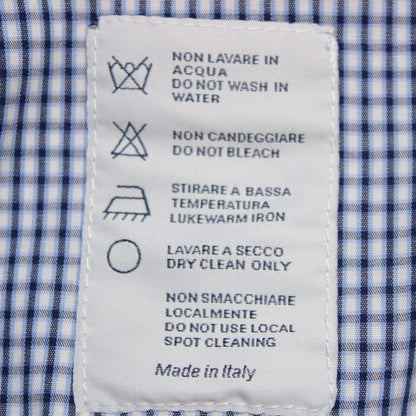 NON LAVARE IN
ACQUA
DO NOT WASH IN
WATER
NON CANDEGGIARE
DO NOT BLEACH
STIRARE A BASSA
TEMPERATURA
LUKEWARM IRON
LAVARE A SECCO
DRY CLEAN ONLY
NON SMACCHIARE
LOCALMENTE
DO NOT USE LOCAL
SPOT CLEANING
Made in Italy